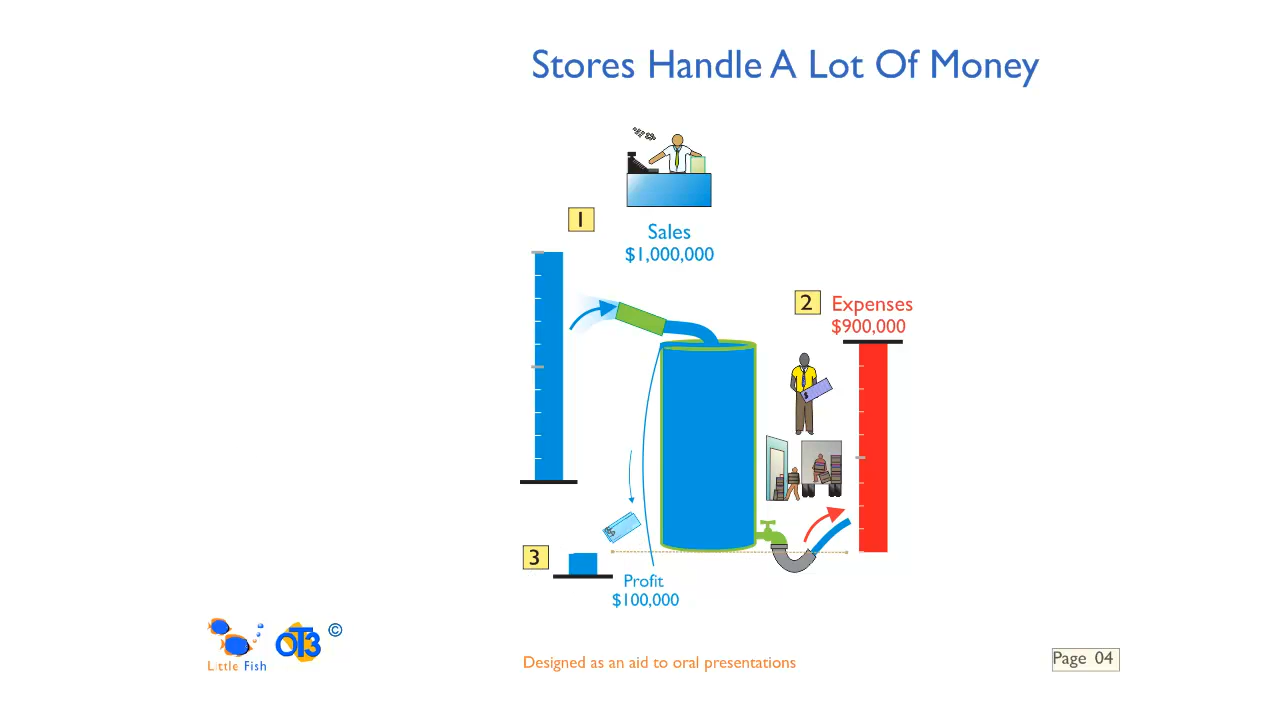 Stores Handle A Lot Of Money
1
Sales
$1,000,000
2
Expenses
$900,000
3
Profit
$100,000
OT3 ©
Little Fish
Designed as an aid to oral presentations
Page 04